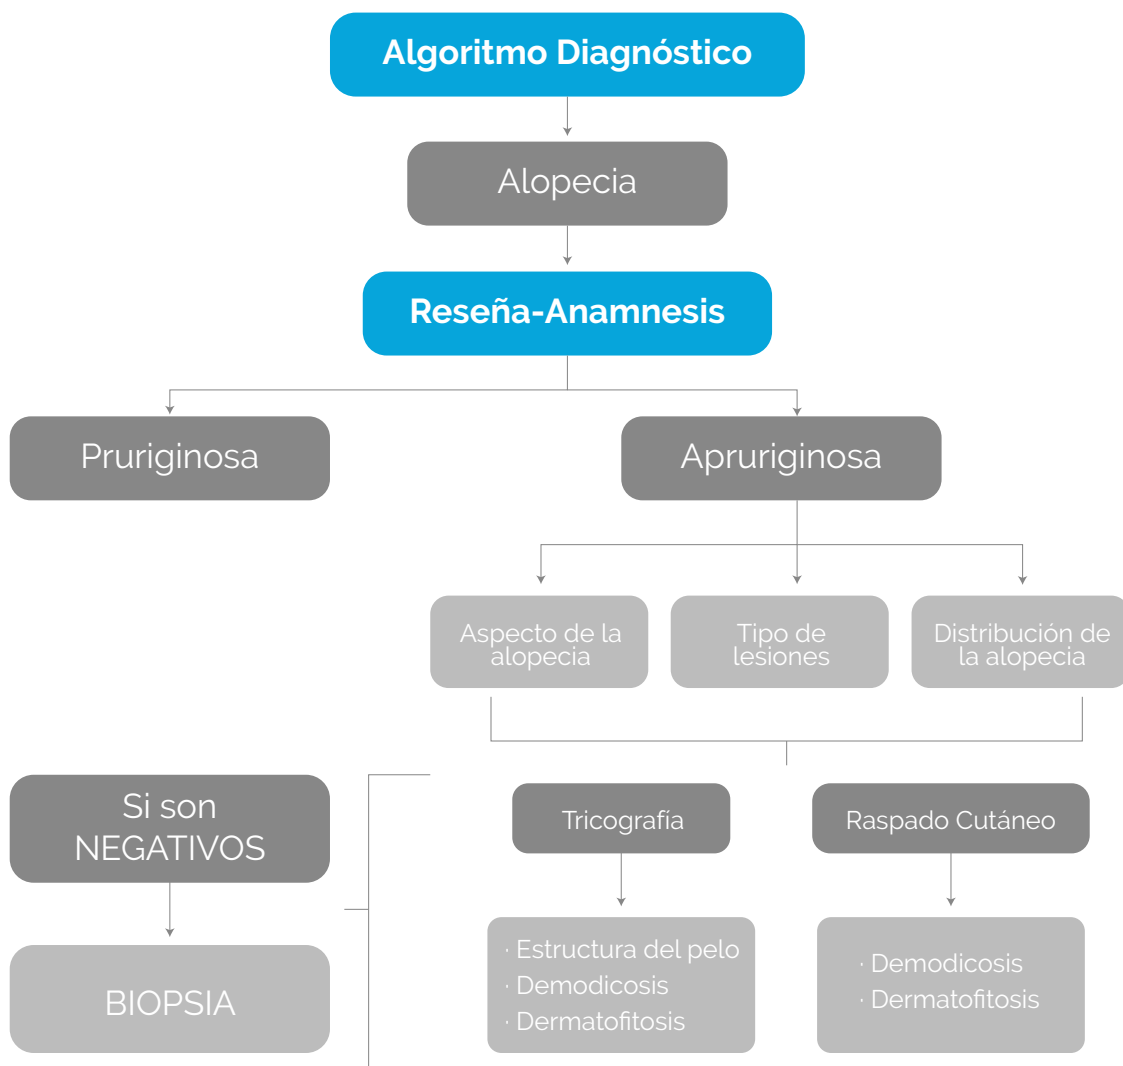 Algoritmo Diagnóstico
Alopecia
Reseña-Anamnesis
Pruriginosa
Apruriginosa
Aspecto de la
alopecia
Tipo de
lesiones
Distribución de
la alopecia
Si son
NEGATIVOS
BIOPSIA
Tricografía
Raspado Cutáneo
· Estructura del pelo
· Demodicosis
· Dermatofitosis
· Demodicosis
· Dermatofitosis